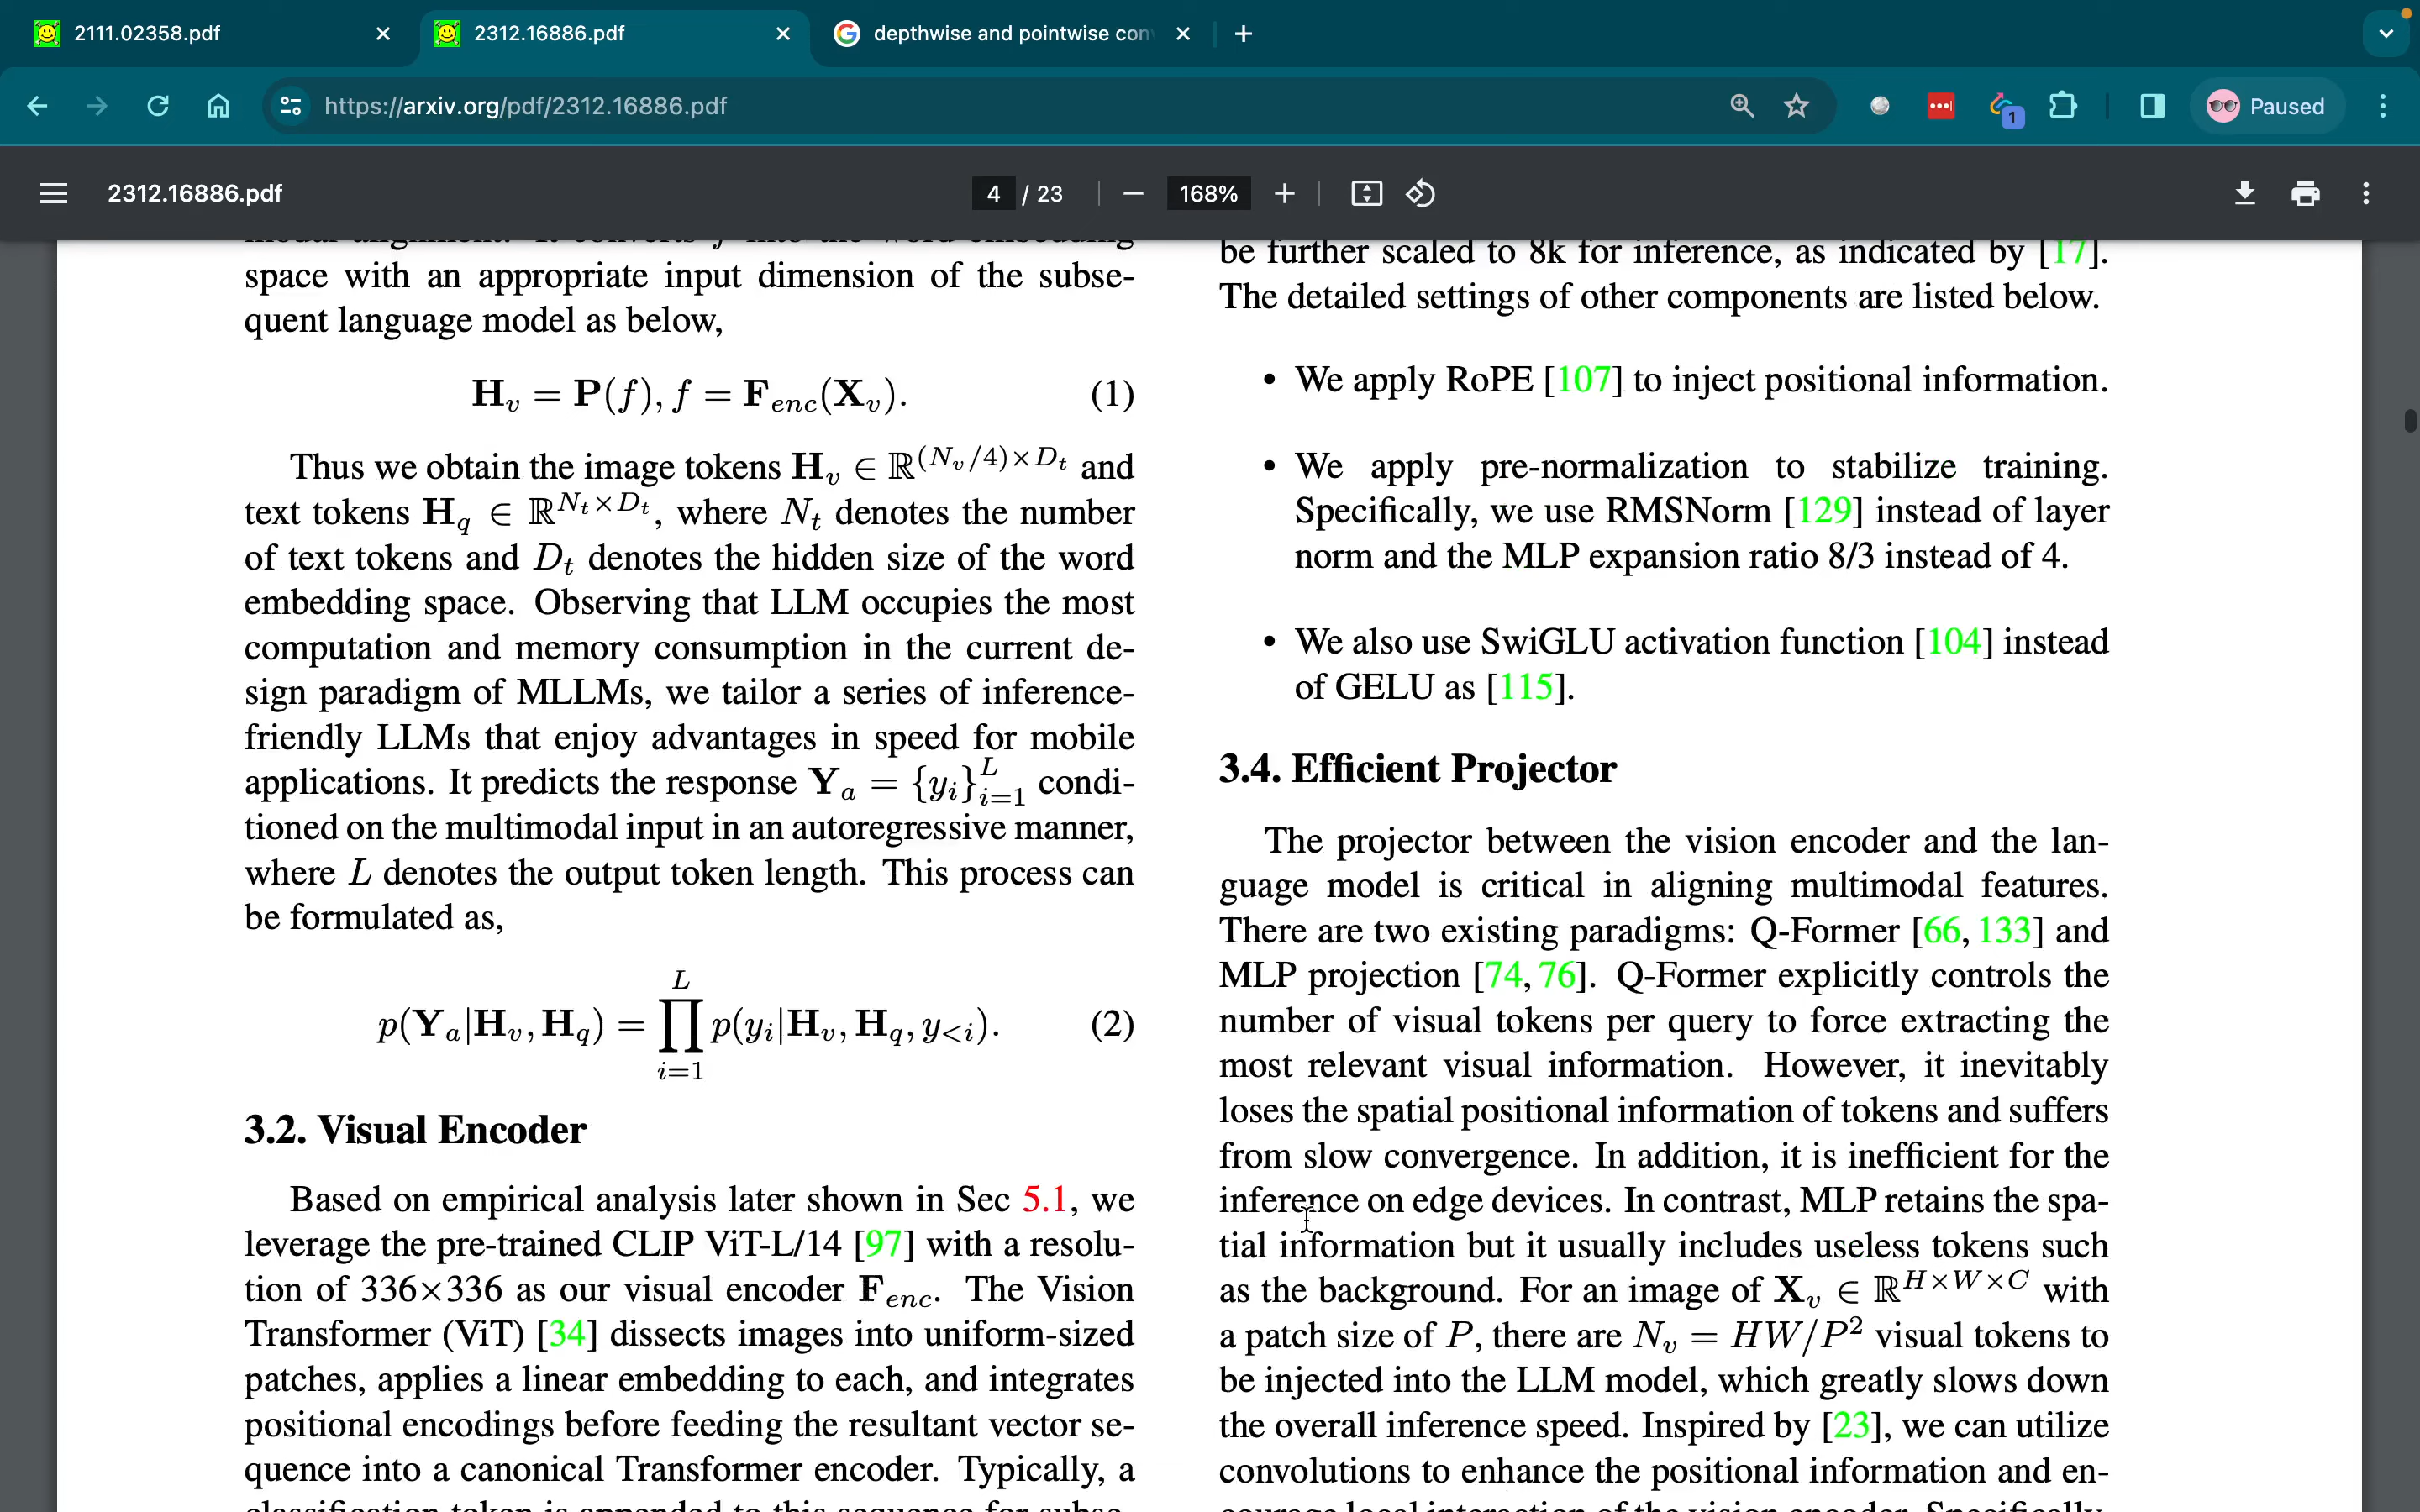 2111.02358.pdf
2312.16886.pdf
depthwise and pointwise con
https://arxiv.org/pdf/2312.16886.pdf
1
Paused
2312.16886.pdf
4 / 23
168%
space with an appropriate input dimension of the subse-
quent language model as below,
H_v = P(f), f = F_enc(X_v). (1)
Thus we obtain the image tokens H_v ∈ ℝ^{(N_v/4)×D_t} and
text tokens H_q ∈ ℝ^{N_t×D_t}, where N_t denotes the number
of text tokens and D_t denotes the hidden size of the word
embedding space. Observing that LLM occupies the most
computation and memory consumption in the current de-
sign paradigm of MLLMs, we tailor a series of inference-
friendly LLMs that enjoy advantages in speed for mobile
applications. It predicts the response Y_a = {y_i}_{i=1}^L condi-
tioned on the multimodal input in an autoregressive manner,
where L denotes the output token length. This process can
be formulated as,
p(Y_a|H_v, H_q) = ∏_{i=1}^L p(y_i|H_v, H_q, y_{<i}). (2)
3.2. Visual Encoder
Based on empirical analysis later shown in Sec 5.1, we
leverage the pre-trained CLIP ViT-L/14 [97] with a resolu-
tion of 336×336 as our visual encoder F_enc. The Vision
Transformer (ViT) [34] dissects images into uniform-sized
patches, applies a linear embedding to each, and integrates
positional encodings before feeding the resultant vector se-
quence into a canonical Transformer encoder. Typically, a
be further scaled to 8k for inference, as indicated by [17].
The detailed settings of other components are listed below.
• We apply RoPE [107] to inject positional information.
• We apply pre-normalization to stabilize training.
Specifically, we use RMSNorm [129] instead of layer
norm and the MLP expansion ratio 8/3 instead of 4.
• We also use SwiGLU activation function [104] instead
of GELU as [115].
3.4. Efficient Projector
The projector between the vision encoder and the lan-
guage model is critical in aligning multimodal features.
There are two existing paradigms: Q-Former [66, 133] and
MLP projection [74, 76]. Q-Former explicitly controls the
number of visual tokens per query to force extracting the
most relevant visual information. However, it inevitably
loses the spatial positional information of tokens and suffers
from slow convergence. In addition, it is inefficient for the
inference on edge devices. In contrast, MLP retains the spa-
tial information but it usually includes useless tokens such
as the background. For an image of X_v ∈ ℝ^{H×W×C} with
a patch size of P, there are N_v = HW/P² visual tokens to
be injected into the LLM model, which greatly slows down
the overall inference speed. Inspired by [23], we can utilize
convolutions to enhance the positional information and en-